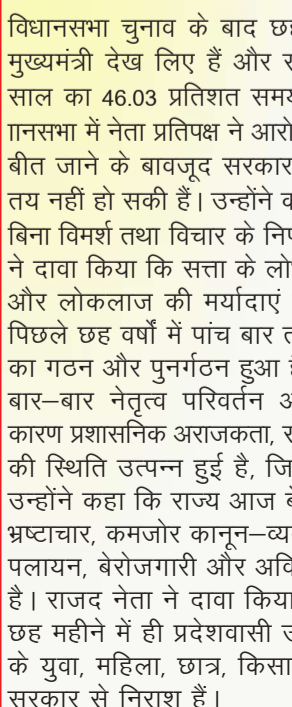 विधानसभा चुनाव के बाद छह
मुख्यमंत्री देख लिए हैं और
साल का 46.03 प्रतिशत समय
ानसभा में नेता प्रतिपक्ष ने आरो
बीत जाने के बावजूद सरकार
तय नहीं हो सकी हैं। उन्होंने
बिना विमर्श तथा विचार के
ने दावा किया कि सत्ता के लो
और लोकलाज की मर्यादाएं
पिछले छह वर्षों में पांच बार
का गठन और पुनर्गठन हुआ
बार–बार नेतृत्व परिवर्तन
कारण प्रशासनिक अराजकता,
की स्थिति उत्पन्न हुई है, जि
उन्होंने कहा कि राज्य आज
भ्रष्टाचार, कमजोर कानून–व्य
पलायन, बेरोजगारी और अवि
है। राजद नेता ने दावा किया
छह महीने में ही प्रदेशवासी
के युवा, महिला, छात्र, किसा
सरकार से निराश हैं।